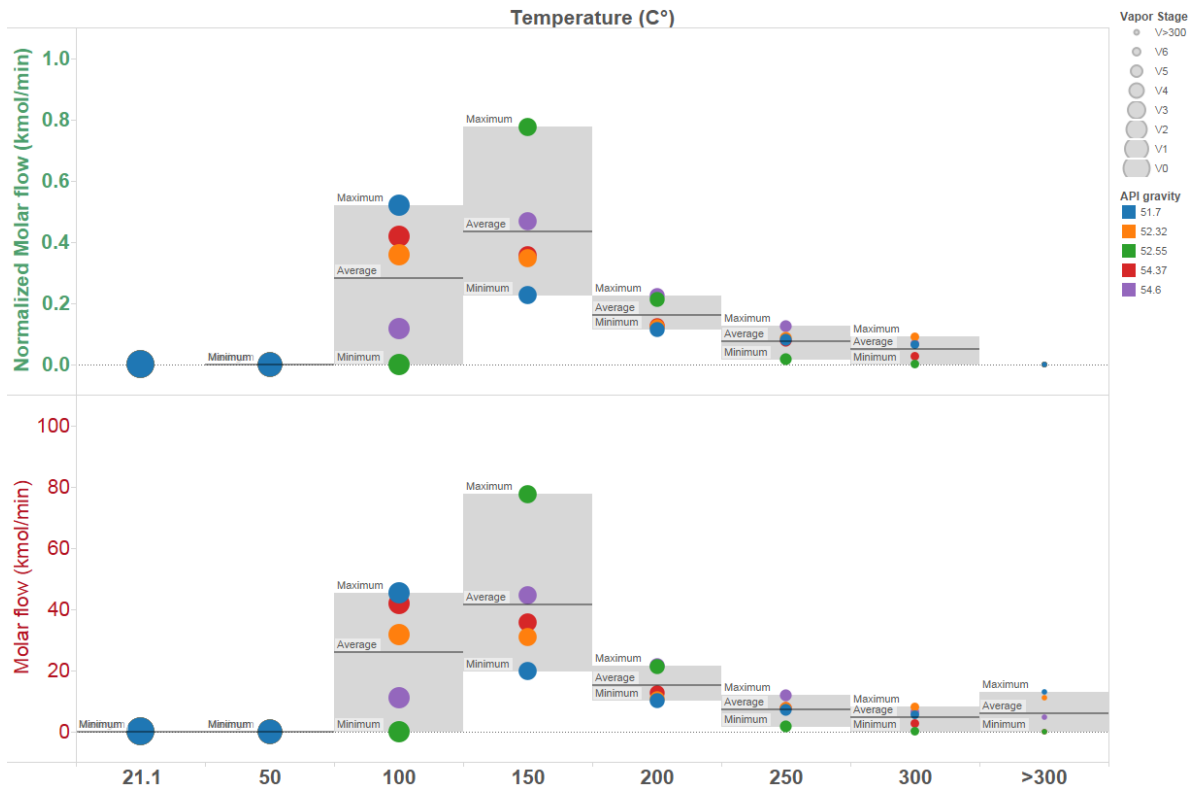 Temperature (C°)
Normalized Molar flow (kmol/min)
1.0
0.8
0.6
0.4
0.2
0.0
Minimum
Maximum
Average
Minimum
Maximum
Average
Minimum
Maximum
Average
Minimum
Maximum
Average
Minimum
Maximum
Average
Minimum
Molar flow (kmol/min)
100
80
60
40
20
0
Minimum
Minimum
Maximum
Average
Minimum
Maximum
Average
Minimum
Maximum
Average
Minimum
Maximum
Average
Minimum
Maximum
Average
Minimum
Maximum
Average
Minimum
21.1 50 100 150 200 250 300 >300
Vapor Stage
V>300
V6
V5
V4
V3
V2
V1
V0
API gravity
51.7
52.32
52.55
54.37
54.6